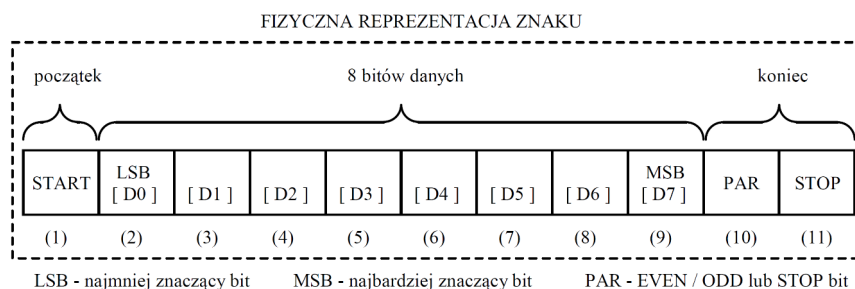 FIZYCZNA REPREZENTACJA ZNAKU
początek 8 bitów danych koniec
START LSB [ D0 ] [ D1 ] [ D2 ] [ D3 ] [ D4 ] [ D5 ] [ D6 ] MSB [ D7 ] PAR STOP
(1) (2) (3) (4) (5) (6) (7) (8) (9) (10) (11)
LSB - najmniej znaczący bit MSB - najbardziej znaczący bit PAR - EVEN / ODD lub STOP bit